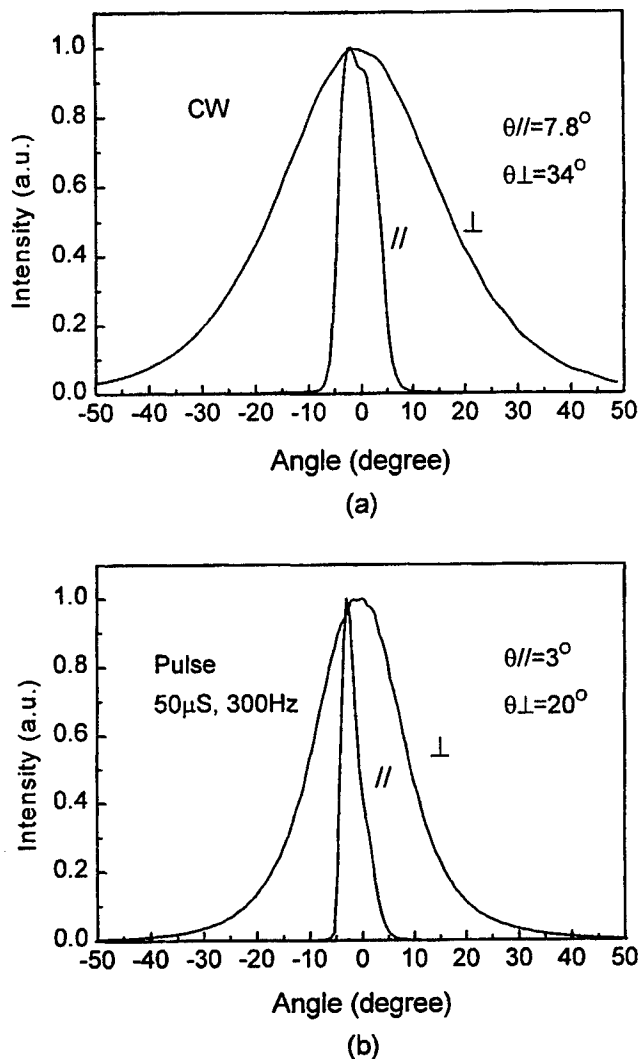 1.0
0.8
0.6
0.4
0.2
0.0
Intensity (a.u.)
CW
θ//=7.8°
θ⊥=34°
//
⊥
-50 -40 -30 -20 -10 0 10 20 30 40 50
Angle (degree)
(a)
1.0
0.8
0.6
0.4
0.2
0.0
Intensity (a.u.)
Pulse
50μS, 300Hz
θ//=3°
θ⊥=20°
//
⊥
-50 -40 -30 -20 -10 0 10 20 30 40 50
Angle (degree)
(b)